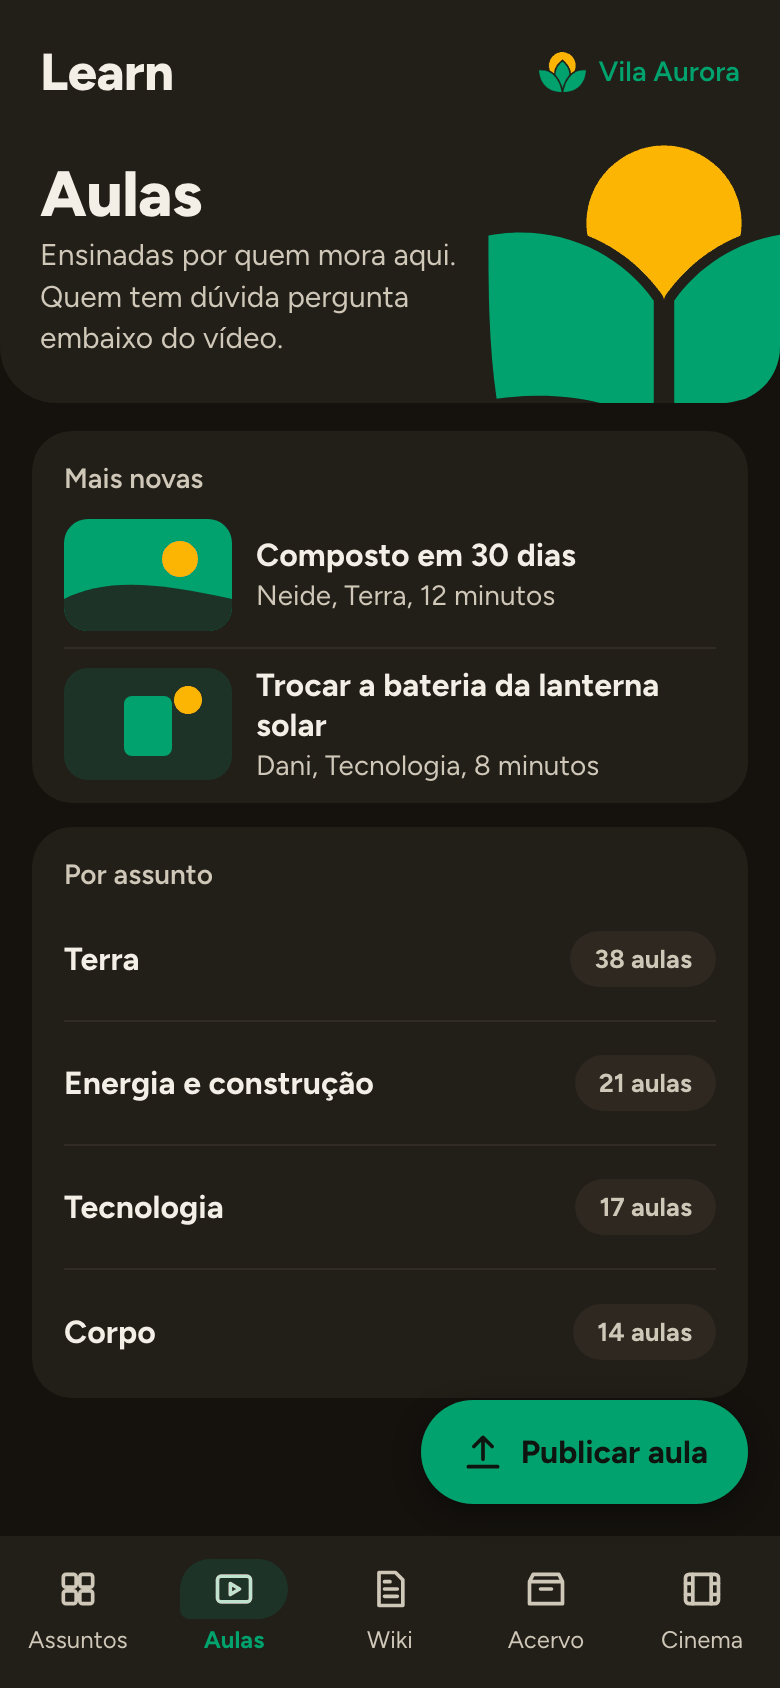 Learn
Vila Aurora
Aulas
Ensinadas por quem mora aqui.
Quem tem dúvida pergunta
embaixo do vídeo.
Mais novas
Composto em 30 dias
Neide, Terra, 12 minutos
Trocar a bateria da lanterna
solar
Dani, Tecnologia, 8 minutos
Por assunto
Terra
38 aulas
Energia e construção
21 aulas
Tecnologia
17 aulas
Corpo
14 aulas
Publicar aula
Assuntos
Aulas
Wiki
Acervo
Cinema